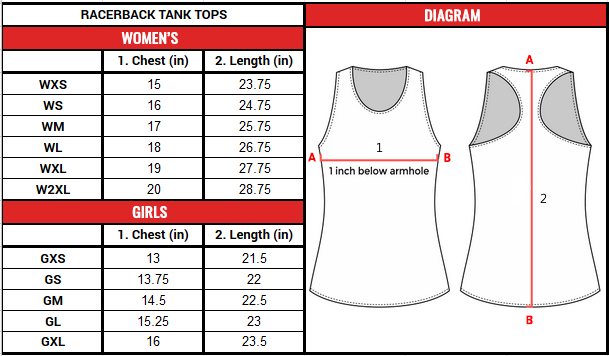 RACERBACK TANK TOPS
DIAGRAM
WOMEN'S
1. Chest (in) 2. Length (in)
WXS 15 23.75
WS 16 24.75
WM 17 25.75
WL 18 26.75
WXL 19 27.75
W2XL 20 28.75
GIRLS
1. Chest (in) 2. Length (in)
GXS 13 21.5
GS 13.75 22
GM 14.5 22.5
GL 15.25 23
GXL 16 23.5
1
A B
1 inch below armhole
A
2
B